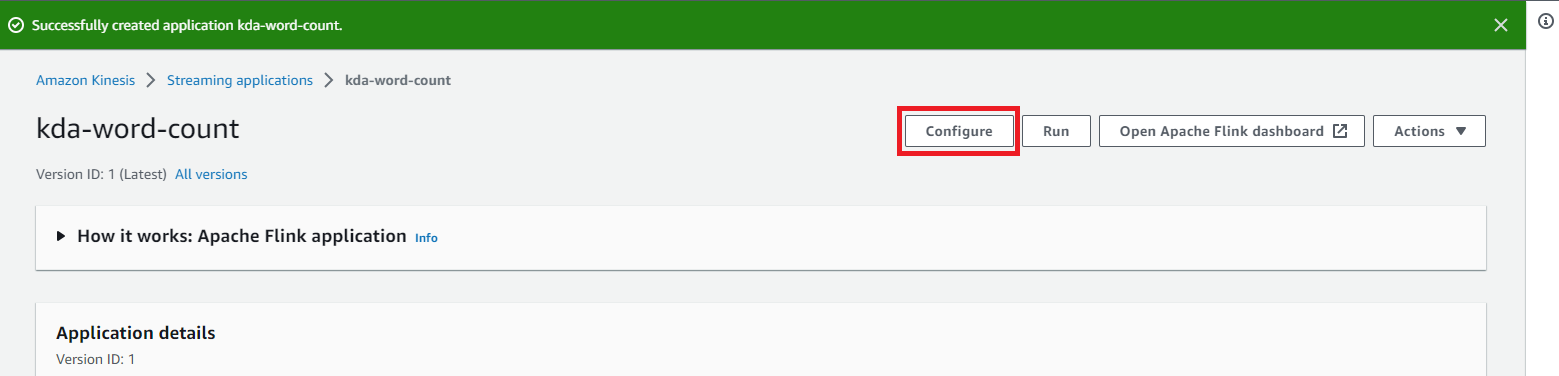 Successfully created application kda-word-count.
Amazon Kinesis Streaming applications kda-word-count
kda-word-count
Configure Run Open Apache Flink dashboard Actions
Version ID: 1 (Latest) All versions
How it works: Apache Flink application Info
Application details
Version ID: 1